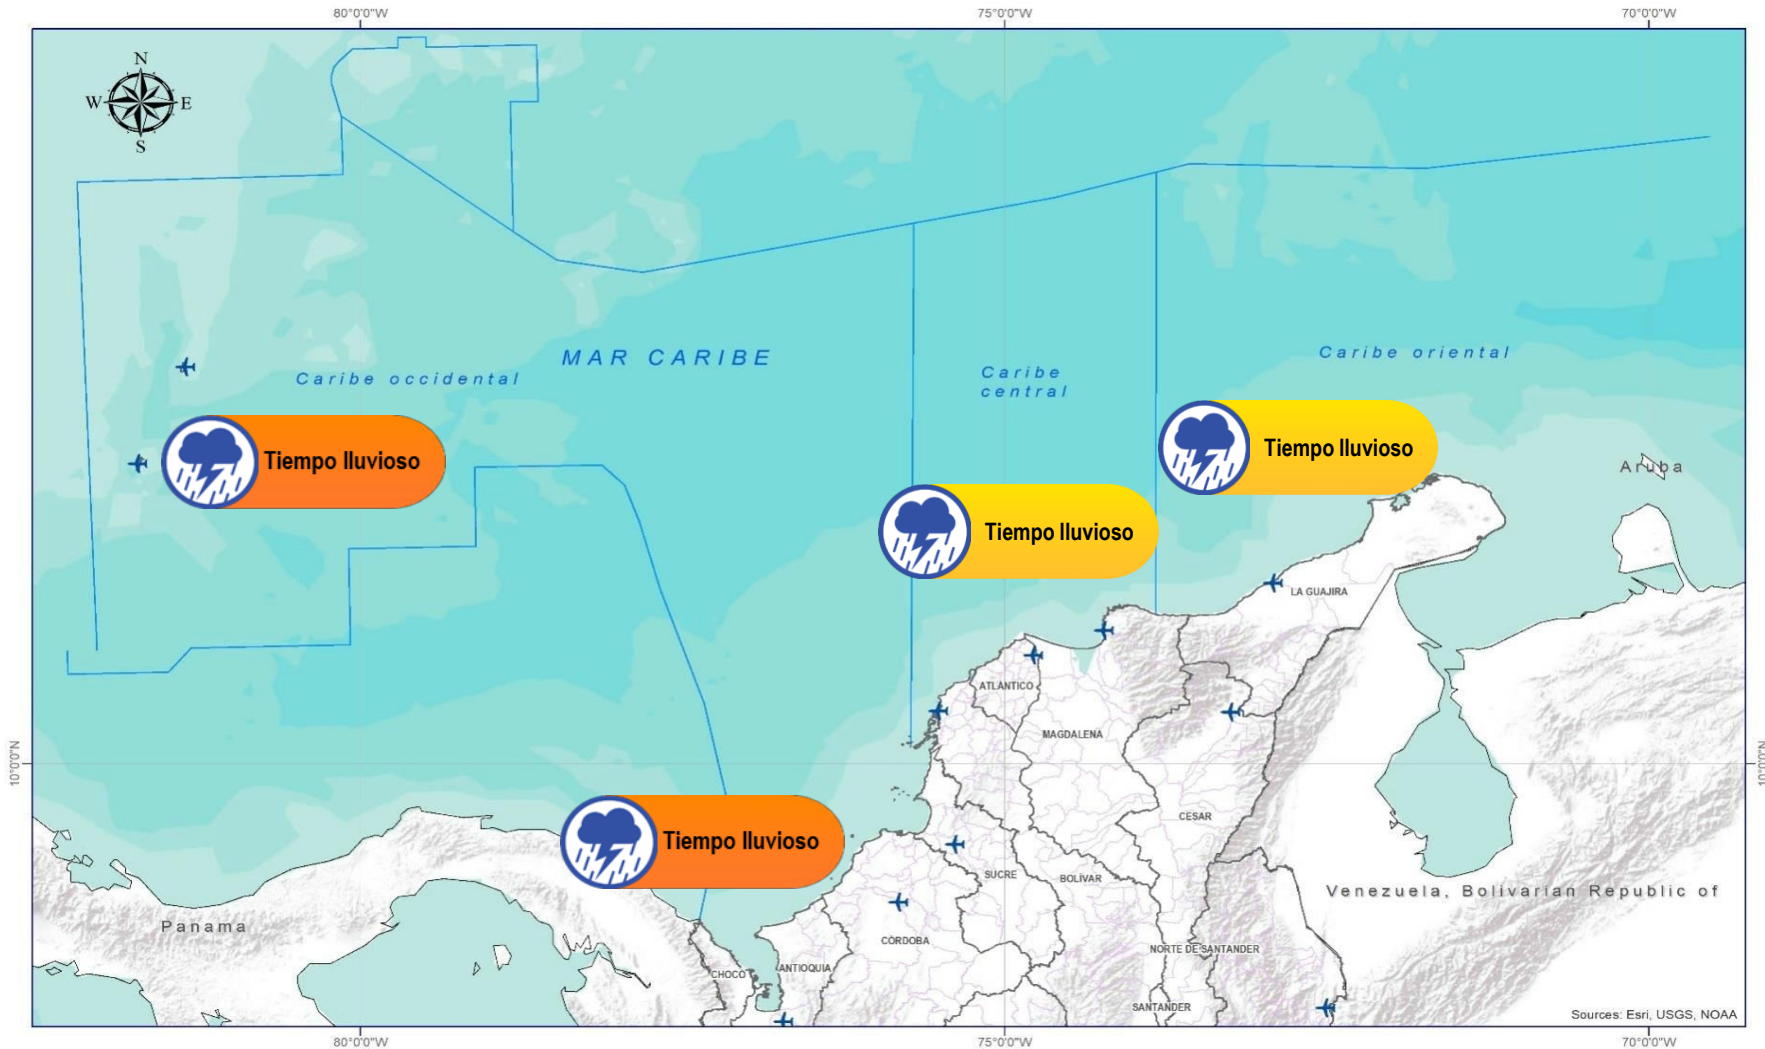 80°0'0"W
75°0'0"W
70°0'0"W
N
W
E
S
MAR CARIBE
Caribe oriental
Caribe occidental
Caribe
central
Tiempo lluvioso
Tiempo lluvioso
Tiempo lluvioso
Aruba
LA GUAJIRA
ATLANTICO
MAGDALENA
10°0'0"N
10°0'0"N
CESAR
Tiempo lluvioso
SUCRE
BOLÍVAR
Venezuela, Bolivarian Republic of
Panama
CÓRDOBA
NORTE DE SANTANDER
CHOCO
ANTIOQUIA
SANTANDER
Sources: Esri, USGS, NOAA
80°0'0"W
75°0'0"W
70°0'0"W